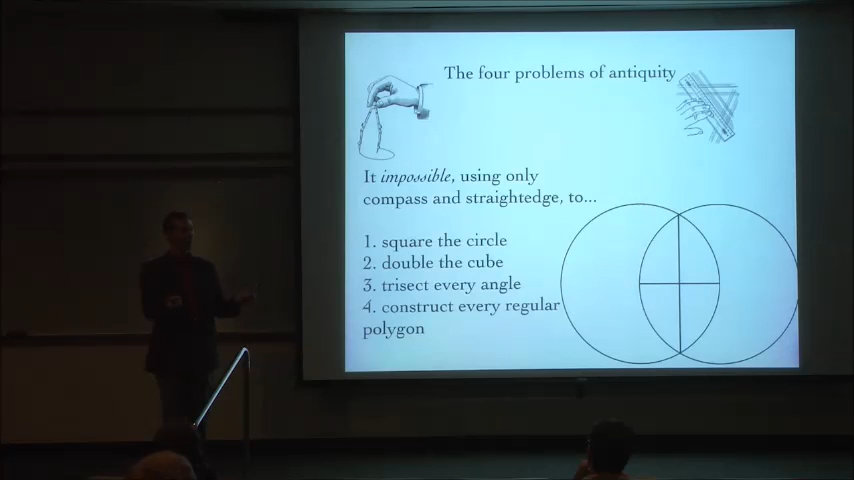 The four problems of antiquity
It impossible, using only
compass and straightedge, to...
1. square the circle
2. double the cube
3. trisect every angle
4. construct every regular
polygon